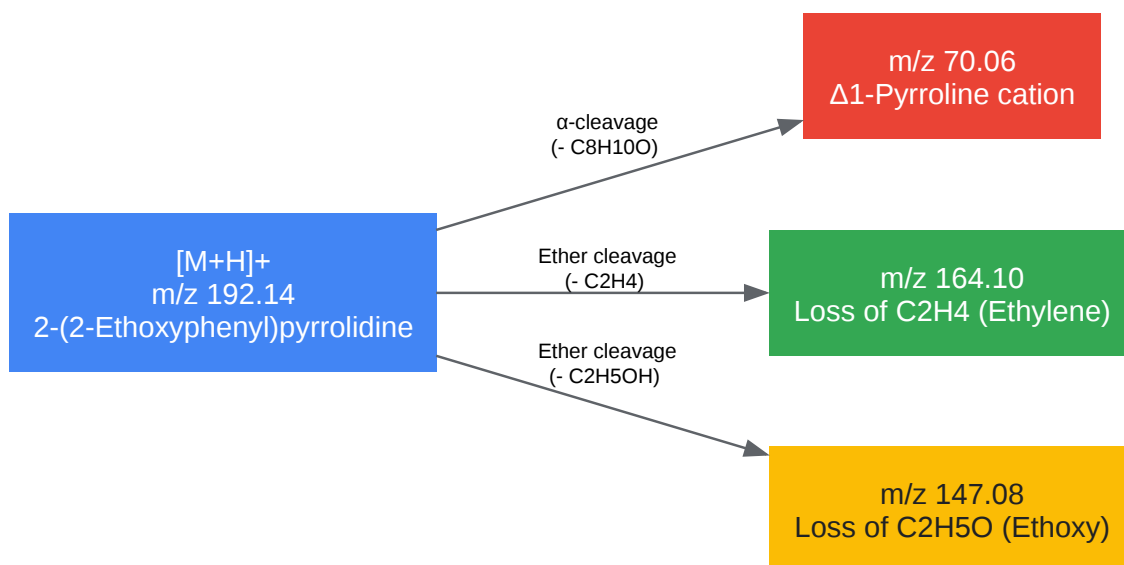 m/z 70.06
Δ1-Pyrroline cation
α-cleavage
(- C8H10O)
[M+H]+
m/z 192.14
2-(2-Ethoxyphenyl)pyrrolidine
Ether cleavage
(- C2H4)
m/z 164.10
Loss of C2H4 (Ethylene)
Ether cleavage
(- C2H5OH)
m/z 147.08
Loss of C2H5O (Ethoxy)